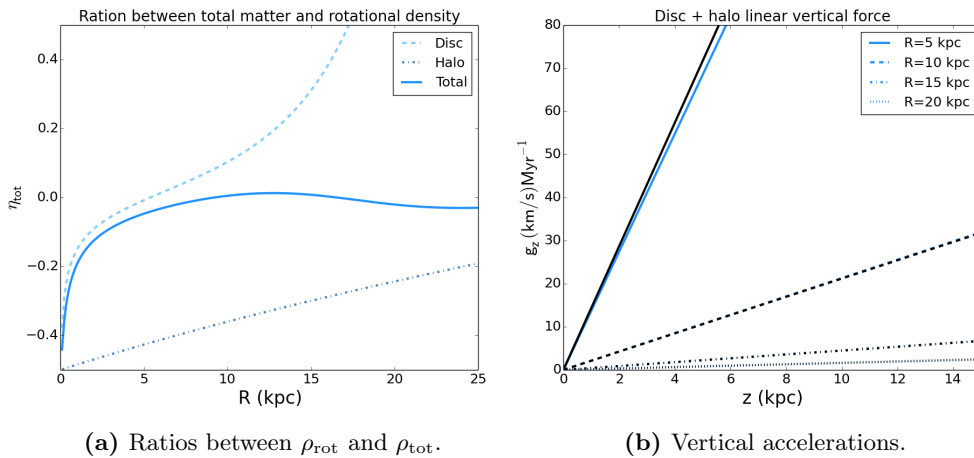 Ration between total matter and rotational density
Disc
Halo
Total
0.4
0.2
0.0
−0.2
−0.4
η_tot
0 5 10 15 20 25
R (kpc)
(a) Ratios between ρ_rot and ρ_tot.
Disc + halo linear vertical force
R=5 kpc
R=10 kpc
R=15 kpc
R=20 kpc
80
70
60
50
40
30
20
10
0
g_z(km/s)Myr⁻¹
0 2 4 6 8 10 12 14
z (kpc)
(b) Vertical accelerations.